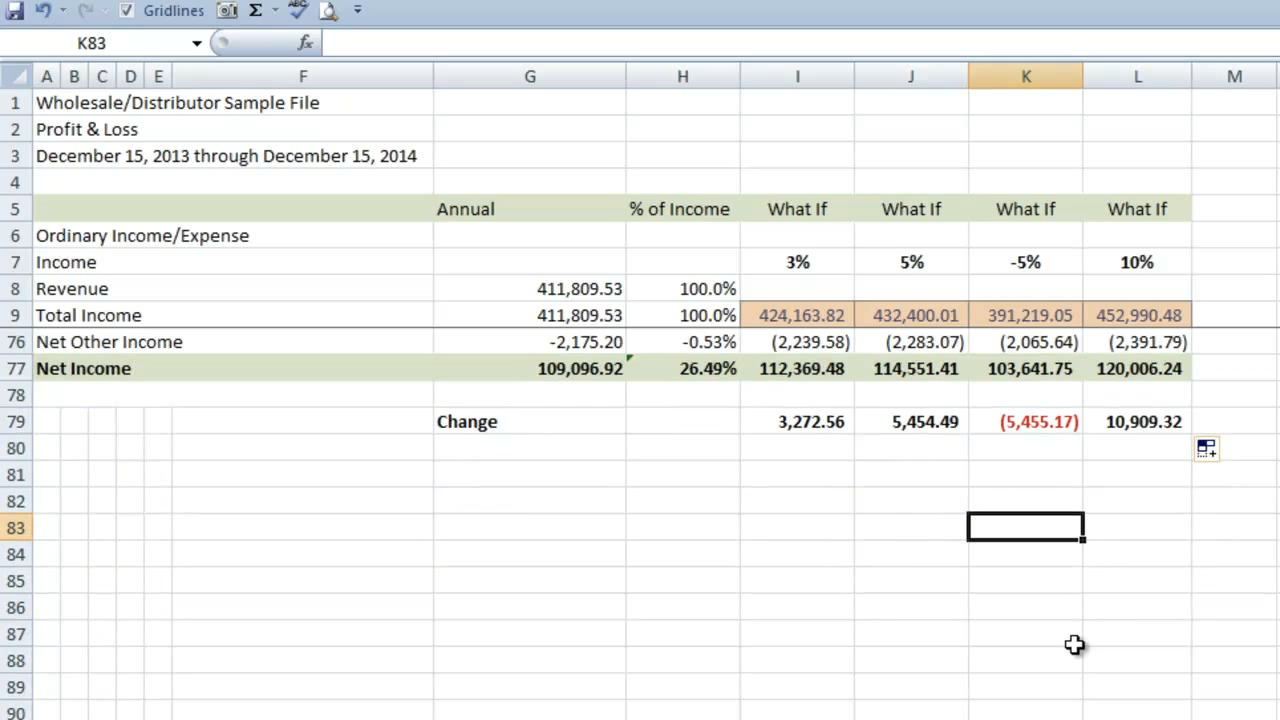 Gridlines Σ ABC
K83 fx
A B C D E F G H I J K L M
1 Wholesale/Distributor Sample File
2 Profit & Loss
3 December 15, 2013 through December 15, 2014
4
5 Annual % of Income What If What If What If What If
6 Ordinary Income/Expense
7 Income 3% 5% -5% 10%
8 Revenue 411,809.53 100.0%
9 Total Income 411,809.53 100.0% 424,163.82 432,400.01 391,219.05 452,990.48
76 Net Other Income -2,175.20 -0.53% (2,239.58) (2,283.07) (2,065.64) (2,391.79)
77 Net Income 109,096.92 26.49% 112,369.48 114,551.41 103,641.75 120,006.24
78
79 Change 3,272.56 5,454.49 (5,455.17) 10,909.32
80
81
82
83
84
85
86
87
88
89
90